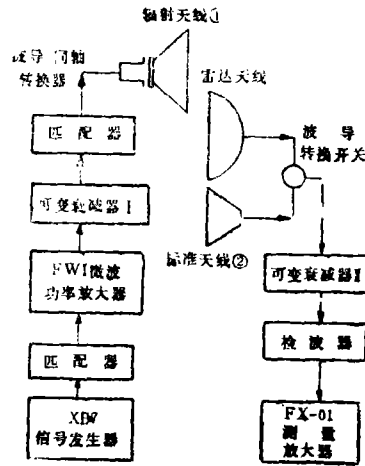 辐射天线①
波导 同轴
转换器
雷达天线
匹配器
波导
转换开关
可变衰减器Ⅰ
标准天线②
FWI微波
功率放大器
可变衰减器Ⅱ
匹配器
检波器
信号发生器
FX-01
测量
放大器